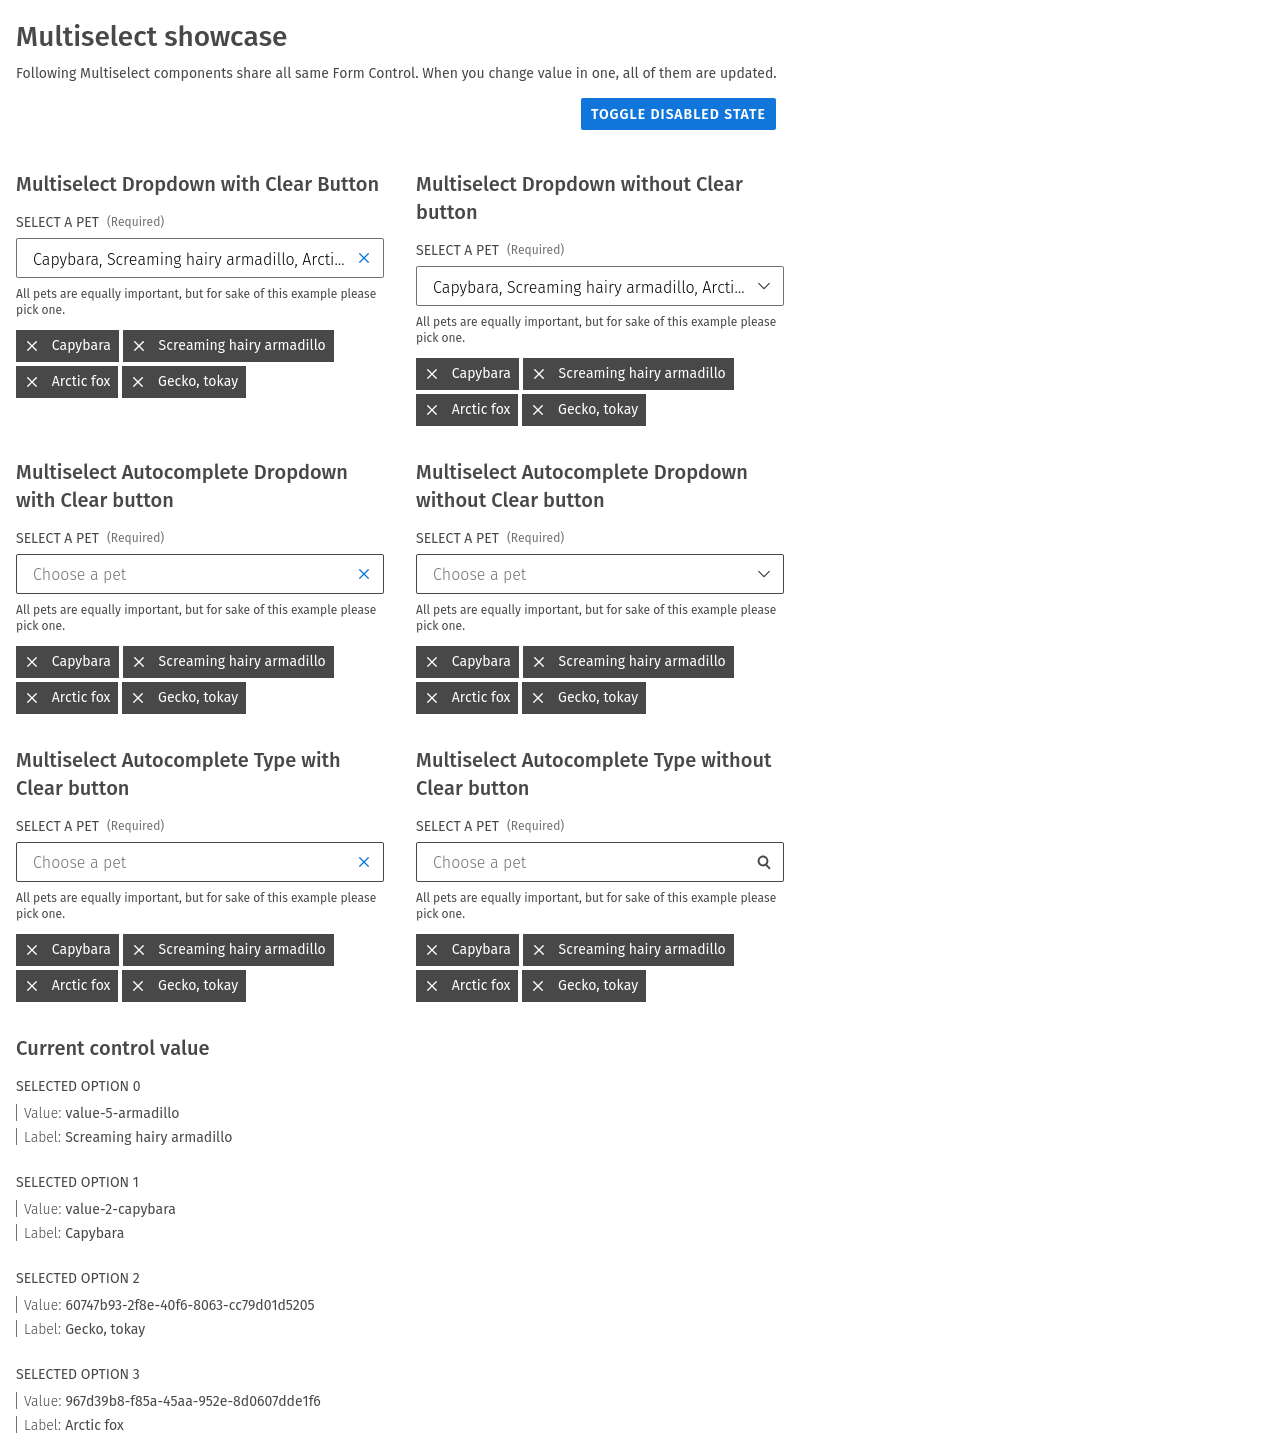 Multiselect showcase
Following Multiselect components share all same Form Control. When you change value in one, all of them are updated.
TOGGLE DISABLED STATE
Multiselect Dropdown with Clear Button
SELECT A PET (Required)
Capybara, Screaming hairy armadillo, Arcti...
All pets are equally important, but for sake of this example please
pick one.
Capybara
Screaming hairy armadillo
Arctic fox
Gecko, tokay
Multiselect Dropdown without Clear
button
SELECT A PET (Required)
Capybara, Screaming hairy armadillo, Arcti...
All pets are equally important, but for sake of this example please
pick one.
Capybara
Screaming hairy armadillo
Arctic fox
Gecko, tokay
Multiselect Autocomplete Dropdown
with Clear button
SELECT A PET (Required)
Choose a pet
All pets are equally important, but for sake of this example please
pick one.
Capybara
Screaming hairy armadillo
Arctic fox
Gecko, tokay
Multiselect Autocomplete Dropdown
without Clear button
SELECT A PET (Required)
Choose a pet
All pets are equally important, but for sake of this example please
pick one.
Capybara
Screaming hairy armadillo
Arctic fox
Gecko, tokay
Multiselect Autocomplete Type with
Clear button
SELECT A PET (Required)
Choose a pet
All pets are equally important, but for sake of this example please
pick one.
Capybara
Screaming hairy armadillo
Arctic fox
Gecko, tokay
Multiselect Autocomplete Type without
Clear button
SELECT A PET (Required)
Choose a pet
All pets are equally important, but for sake of this example please
pick one.
Capybara
Screaming hairy armadillo
Arctic fox
Gecko, tokay
Current control value
SELECTED OPTION 0
Value: value-5-armadillo
Label: Screaming hairy armadillo
SELECTED OPTION 1
Value: value-2-capybara
Label: Capybara
SELECTED OPTION 2
Value: 60747b93-2f8e-40f6-8063-cc79d01d5205
Label: Gecko, tokay
SELECTED OPTION 3
Value: 967d39b8-f85a-45aa-952e-8d0607dde1f6
Label: Arctic fox